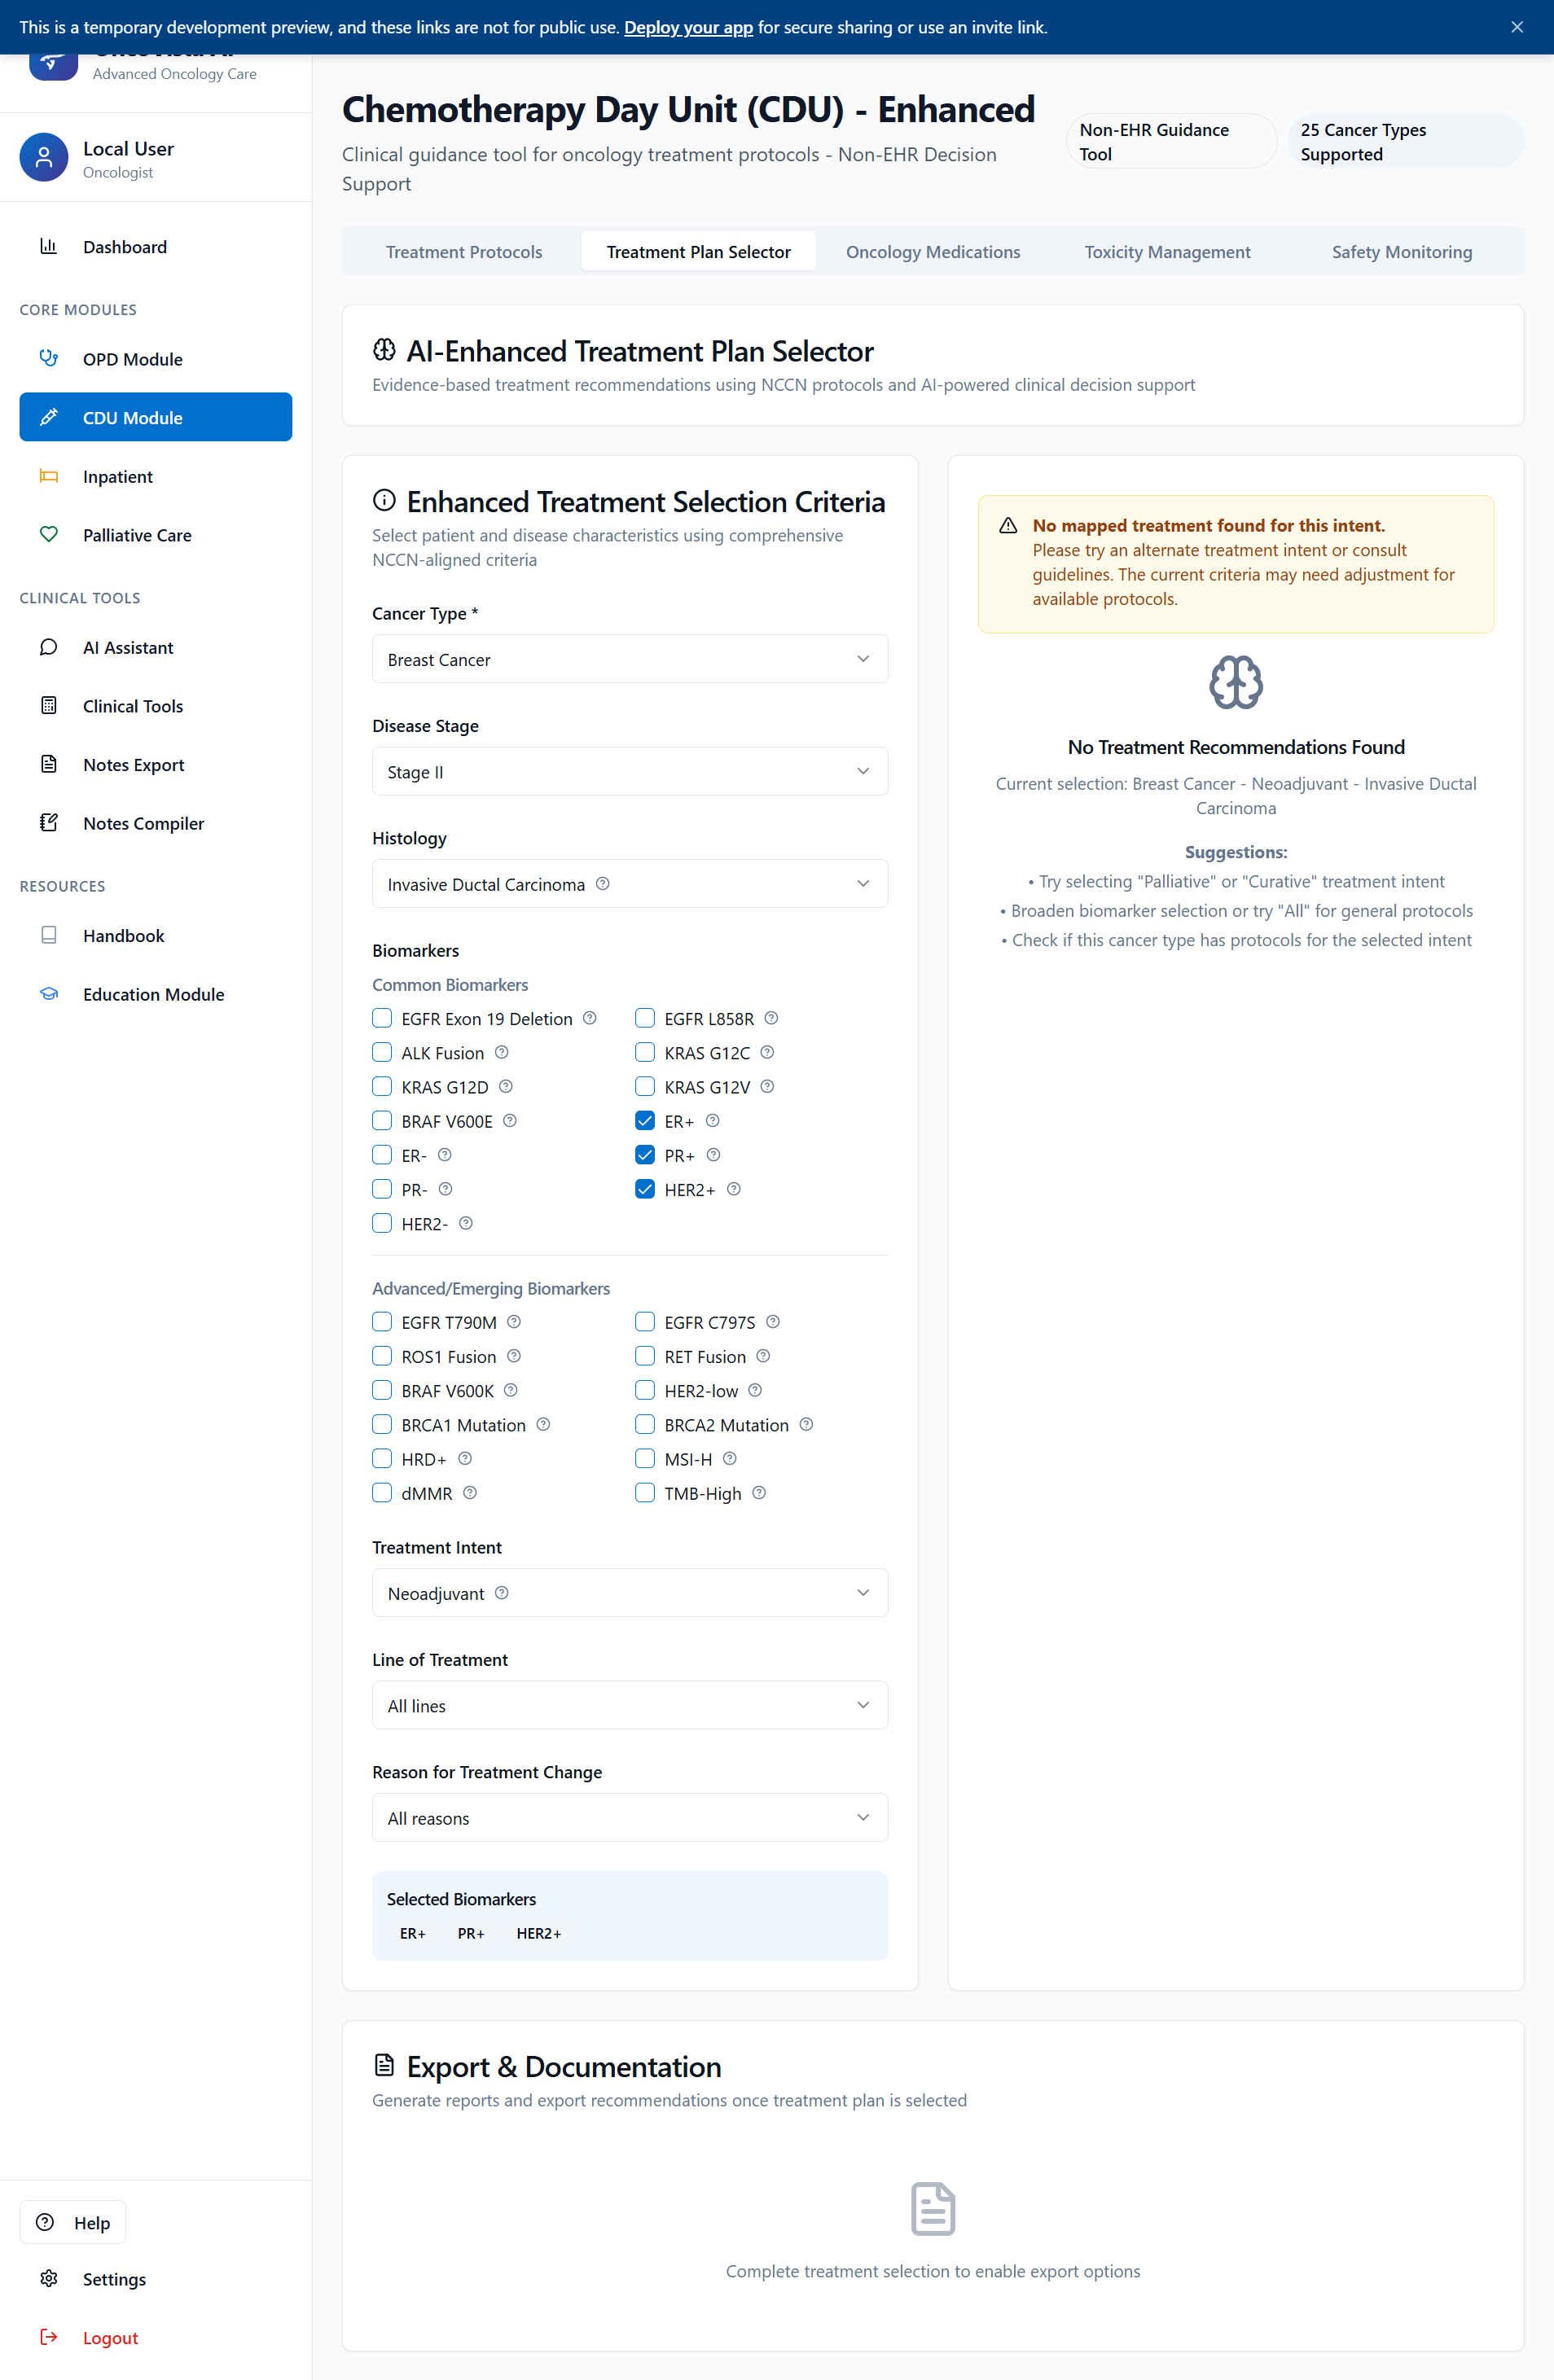 This is a temporary development preview, and these links are not for public use. Deploy your app for secure sharing or use an invite link.
Advanced Oncology Care
Local User
Oncologist
Dashboard
CORE MODULES
OPD Module
CDU Module
Inpatient
Palliative Care
CLINICAL TOOLS
AI Assistant
Clinical Tools
Notes Export
Notes Compiler
RESOURCES
Handbook
Education Module
Help
Settings
Logout
Chemotherapy Day Unit (CDU) - Enhanced
Clinical guidance tool for oncology treatment protocols - Non-EHR Decision
Support
Non-EHR Guidance
Tool
25 Cancer Types
Supported
Treatment Protocols
Treatment Plan Selector
Oncology Medications
Toxicity Management
Safety Monitoring
AI-Enhanced Treatment Plan Selector
Evidence-based treatment recommendations using NCCN protocols and AI-powered clinical decision support
Enhanced Treatment Selection Criteria
Select patient and disease characteristics using comprehensive
NCCN-aligned criteria
Cancer Type *
Breast Cancer
Disease Stage
Stage II
Histology
Invasive Ductal Carcinoma
Biomarkers
Common Biomarkers
EGFR Exon 19 Deletion
EGFR L858R
ALK Fusion
KRAS G12C
KRAS G12D
KRAS G12V
BRAF V600E
ER+
ER-
PR+
PR-
HER2+
HER2-
Advanced/Emerging Biomarkers
EGFR T790M
EGFR C797S
ROS1 Fusion
RET Fusion
BRAF V600K
HER2-low
BRCA1 Mutation
BRCA2 Mutation
HRD+
MSI-H
dMMR
TMB-High
Treatment Intent
Neoadjuvant
Line of Treatment
All lines
Reason for Treatment Change
All reasons
Selected Biomarkers
ER+ PR+ HER2+
No mapped treatment found for this intent.
Please try an alternate treatment intent or consult
guidelines. The current criteria may need adjustment for
available protocols.
No Treatment Recommendations Found
Current selection: Breast Cancer - Neoadjuvant - Invasive Ductal
Carcinoma
Suggestions:
• Try selecting "Palliative" or "Curative" treatment intent
• Broaden biomarker selection or try "All" for general protocols
• Check if this cancer type has protocols for the selected intent
Export & Documentation
Generate reports and export recommendations once treatment plan is selected
Complete treatment selection to enable export options